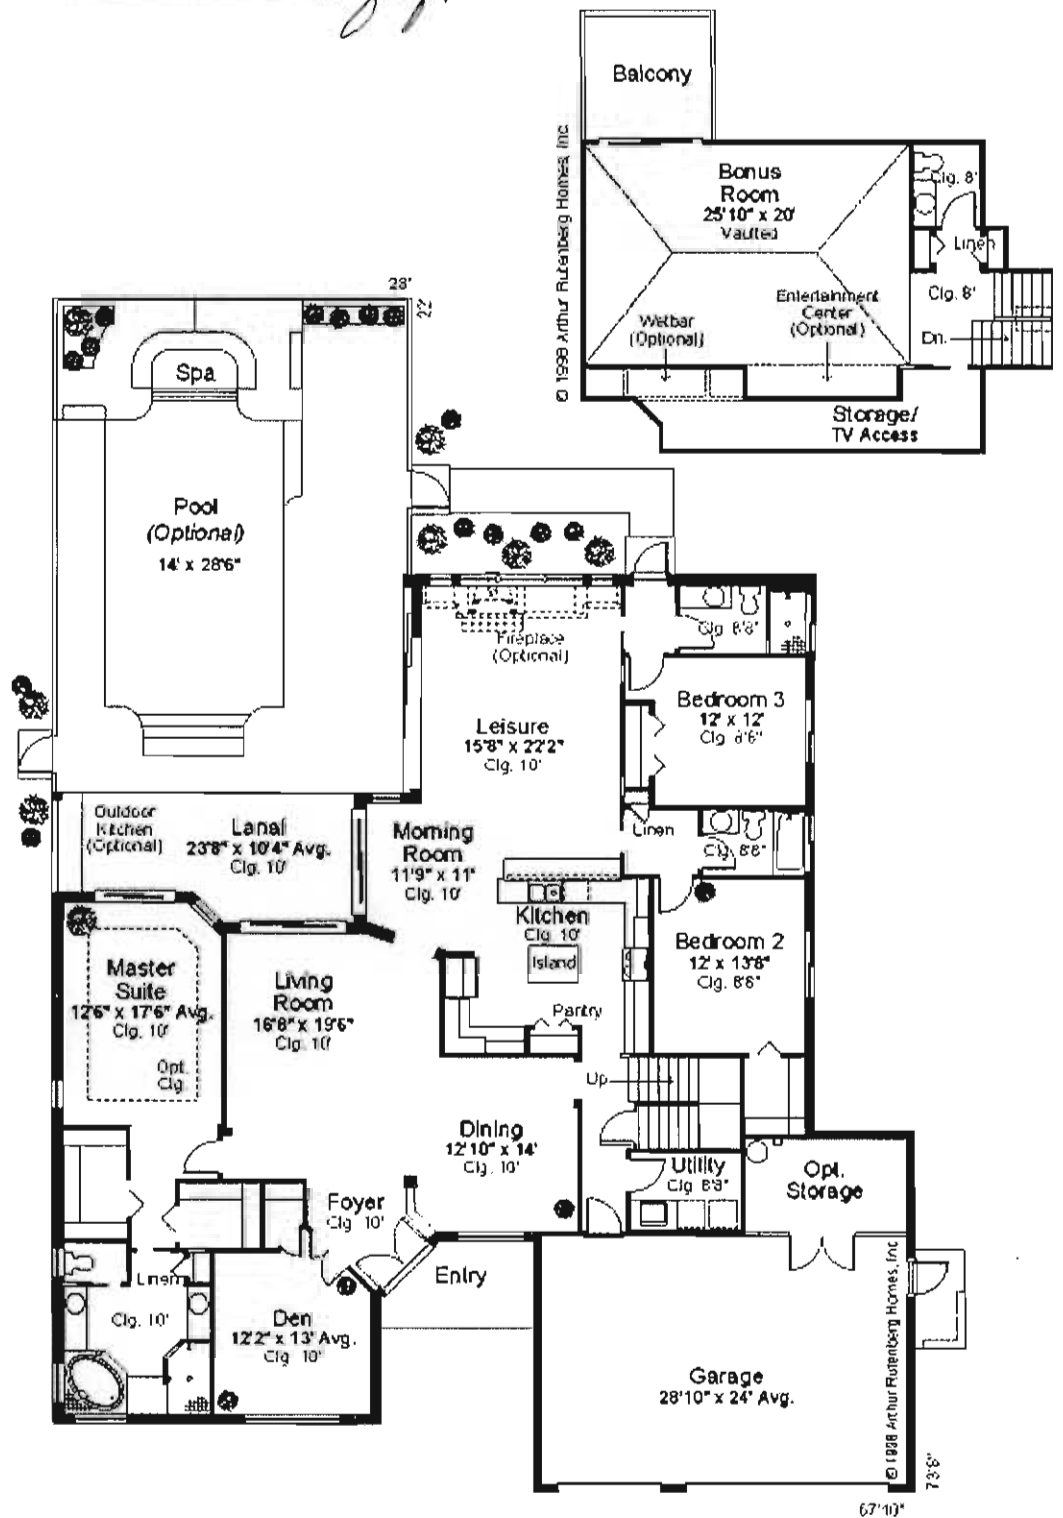 Balcony
© 1998 Arthur Rutenberg Homes, Inc.
Bonus
Room
25'10" x 20'
Vaulted
Clg. 8'
Linen
Clg. 8'
Entertainment
Center
(Optional)
Wetbar
(Optional)
Dn.
Storage/
TV Access
28'
22'
Spa
Pool
(Optional)
14' x 28'6"
Fireplace
(Optional)
Clg. 8'8"
Bedroom 3
12' x 12'
Clg. 8'6"
Leisure
15'8" x 22'2"
Clg. 10'
Outdoor
Kitchen
(Optional)
Lanai
23'8" x 10'4" Avg.
Clg. 10'
Morning
Room
11'9" x 11'
Clg. 10'
Linen
Clg. 8'8"
Kitchen
Clg. 10'
Island
Pantry
Bedroom 2
12' x 13'8"
Clg. 8'8"
Master
Suite
12'6" x 17'6" Avg.
Clg. 10'
Opt.
Clg.
Living
Room
16'8" x 19'6"
Clg. 10'
Up
Dining
12'10" x 14'
Clg. 10'
Utility
Clg. 8'8"
Opt.
Storage
Foyer
Clg. 10'
Entry
Linen
Clg. 10'
Den
12'2" x 13' Avg.
Clg. 10'
Garage
28'10" x 24' Avg.
© 1998 Arthur Rutenberg Homes, Inc.
73'8"
67'10"